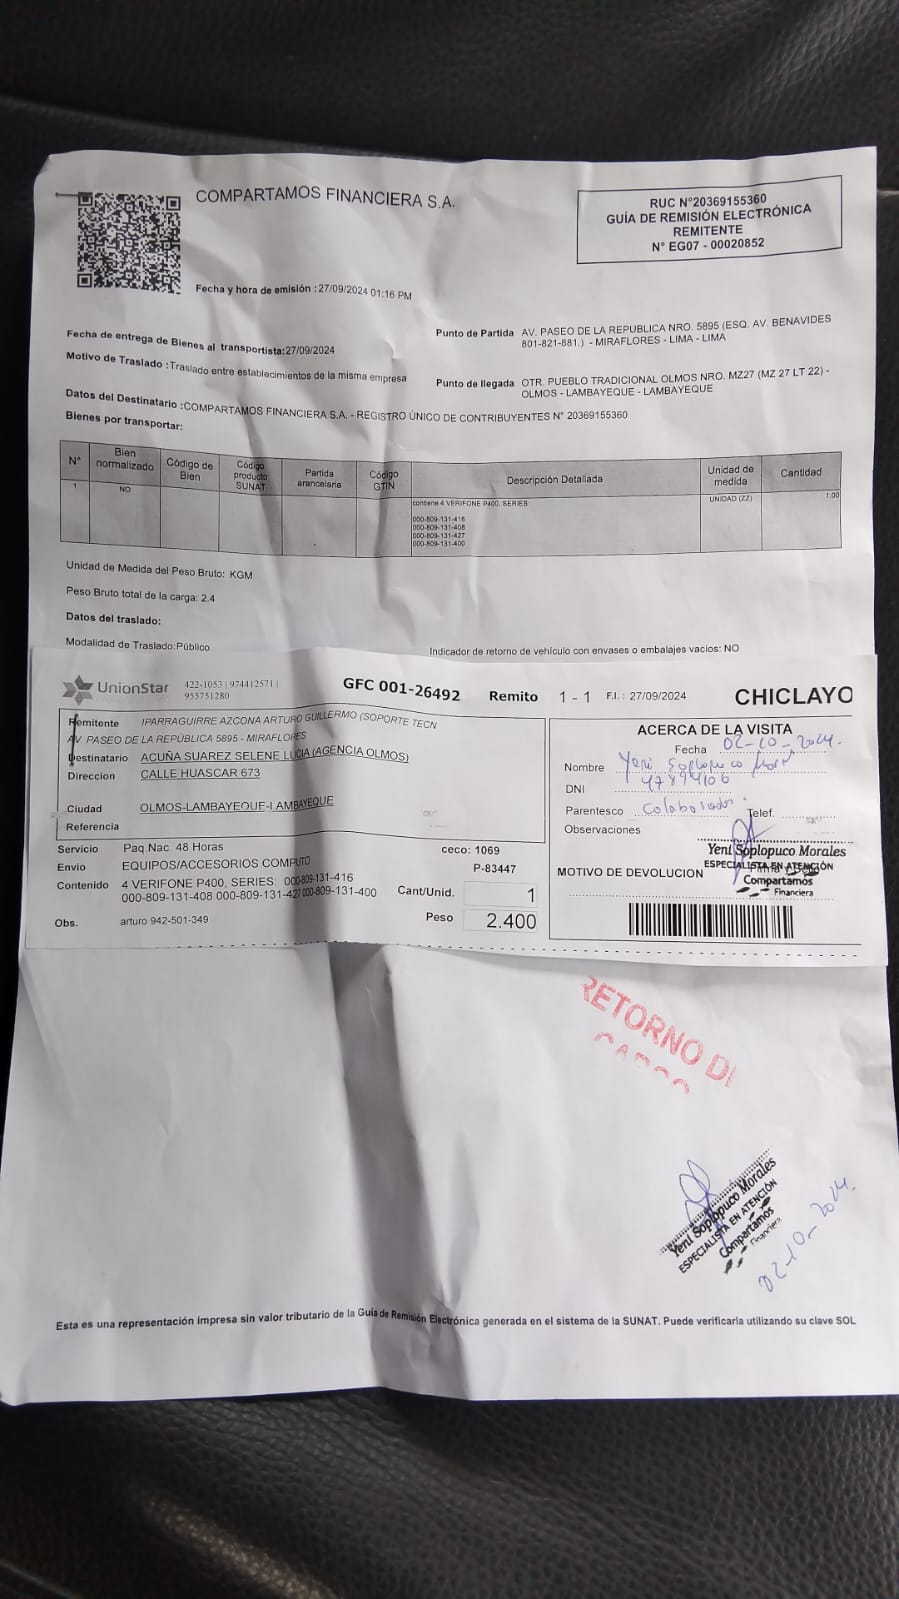 COMPARTAMOS FINANCIERA S.A.
RUC N°20369155360
GUÍA DE REMISIÓN ELECTRÓNICA
REMITENTE
N° EG07 - 00020852
Fecha y hora de emisión :27/09/2024 01:16 PM
Fecha de entrega de Bienes al transportista:27/09/2024
Motivo de Traslado :Traslado entre establecimientos de la misma empresa
Punto de Partida AV. PASEO DE LA REPUBLICA NRO. 5895 (ESQ. AV. BENAVIDES
801-821-881.) - MIRAFLORES - LIMA - LIMA
Punto de llegada OTR. PUEBLO TRADICIONAL OLMOS NRO. MZ27 (MZ 27 LT 22) -
OLMOS - LAMBAYEQUE - LAMBAYEQUE
Datos del Destinatario :COMPARTAMOS FINANCIERA S.A. - REGISTRO ÚNICO DE CONTRIBUYENTES N° 20369155360
Bienes por transportar:
N° Bien normalizado Código de Bien Código producto SUNAT Partida arancelaria Código GTIN Descripción Detallada Unidad de medida Cantidad
1 NO contiene 4 VERIFONE P400, SERIES: UNIDAD (ZZ) 1.00
000-809-131-416
000-809-131-408
000-809-131-427
000-809-131-400
Unidad de Medida del Peso Bruto: KGM
Peso Bruto total de la carga: 2.4
Datos del traslado:
Modalidad de Traslado:Público
Indicador de retorno de vehículo con envases o embalajes vacios: NO
UnionStar 422-1053 | 974412571 |
955751280
GFC 001-26492 Remito 1 - 1 F.I. : 27/09/2024 CHICLAYO
Remitente IPARRAGUIRRE AZCONA ARTURO GUILLERMO (SOPORTE TECN
AV. PASEO DE LA REPÚBLICA 5895 - MIRAFLORES
Destinatario ACUÑA SUAREZ SELENE LUCIA (AGENCIA OLMOS)
Direccion CALLE HUASCAR 673
Ciudad OLMOS-LAMBAYEQUE-LAMBAYEQUE
Referencia
Servicio Paq Nac. 48 Horas ceco: 1069
Envio EQUIPOS/ACCESORIOS COMPUTO P-83447
Contenido 4 VERIFONE P400, SERIES: 000-809-131-416
000-809-131-408 000-809-131-427 000-809-131-400
Cant/Unid. 1
Peso 2.400
Obs. arturo 942-501-349
ACERCA DE LA VISITA
Fecha 02-10-2024.
Nombre Yeni Soplopuco
DNI 47894106
Parentesco Colaborador Telef.
Observaciones
Yeni Soplopuco Morales
ESPECIALISTA EN ATENCIÓN
Compartamos
Financiera
MOTIVO DE DEVOLUCION
RETORNO DE
CARGO
Yeni Soplopuco Morales
ESPECIALISTA EN ATENCIÓN
Compartamos
Financiera
02-10-2024.
Esta es una representación impresa sin valor tributario de la Guía de Remisión Electrónica generada en el sistema de la SUNAT. Puede verificarla utilizando su clave SOL